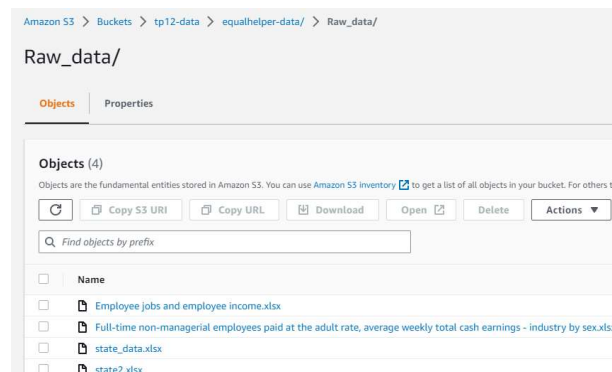 Amazon S3 > Buckets > tp12-data > equalhelper-data/ > Raw_data/
Raw_data/
Objects Properties
Objects (4)
Objects are the fundamental entities stored in Amazon S3. You can use Amazon S3 inventory to get a list of all objects in your bucket. For others t
Copy S3 URI Copy URL Download Open Delete Actions
Find objects by prefix
Name
Employee jobs and employee income.xlsx
Full-time non-managerial employees paid at the adult rate, average weekly total cash earnings - industry by sex.xls
state_data.xlsx
state2.xlsx